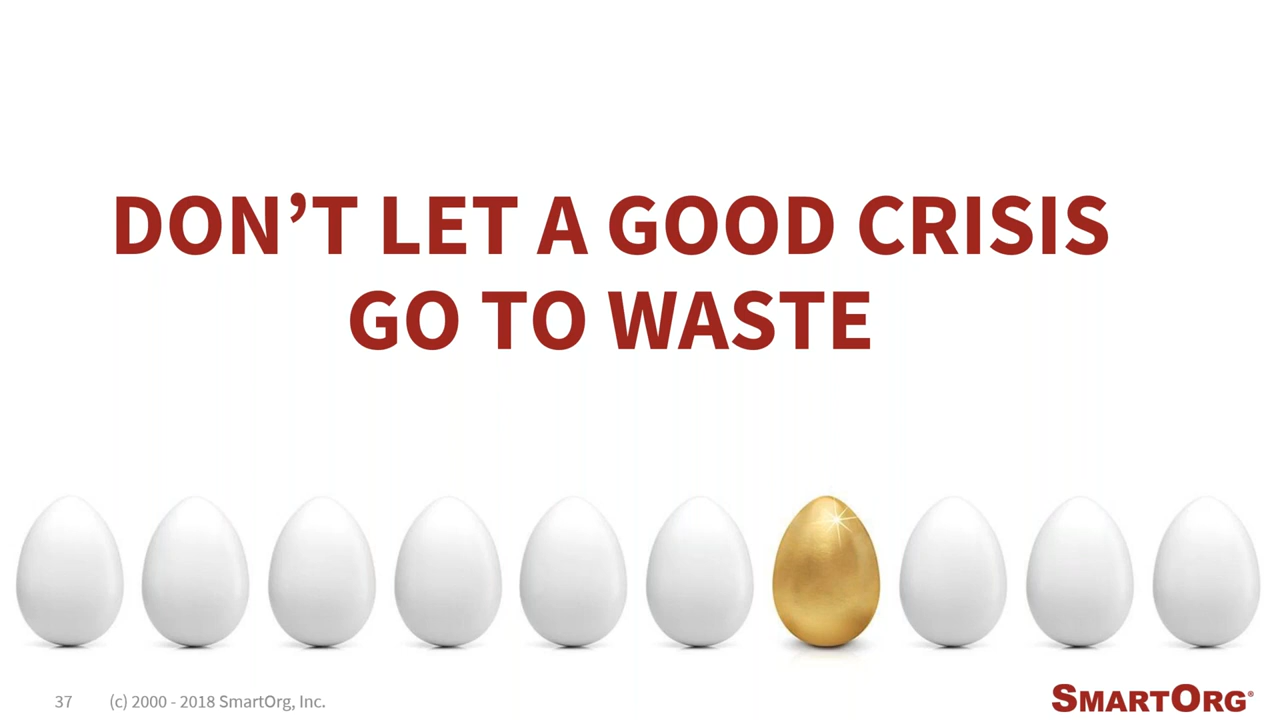 DON’T LET A GOOD CRISIS
GO TO WASTE
37 (c) 2000 - 2018 SmartOrg, Inc.
SMARTORG®